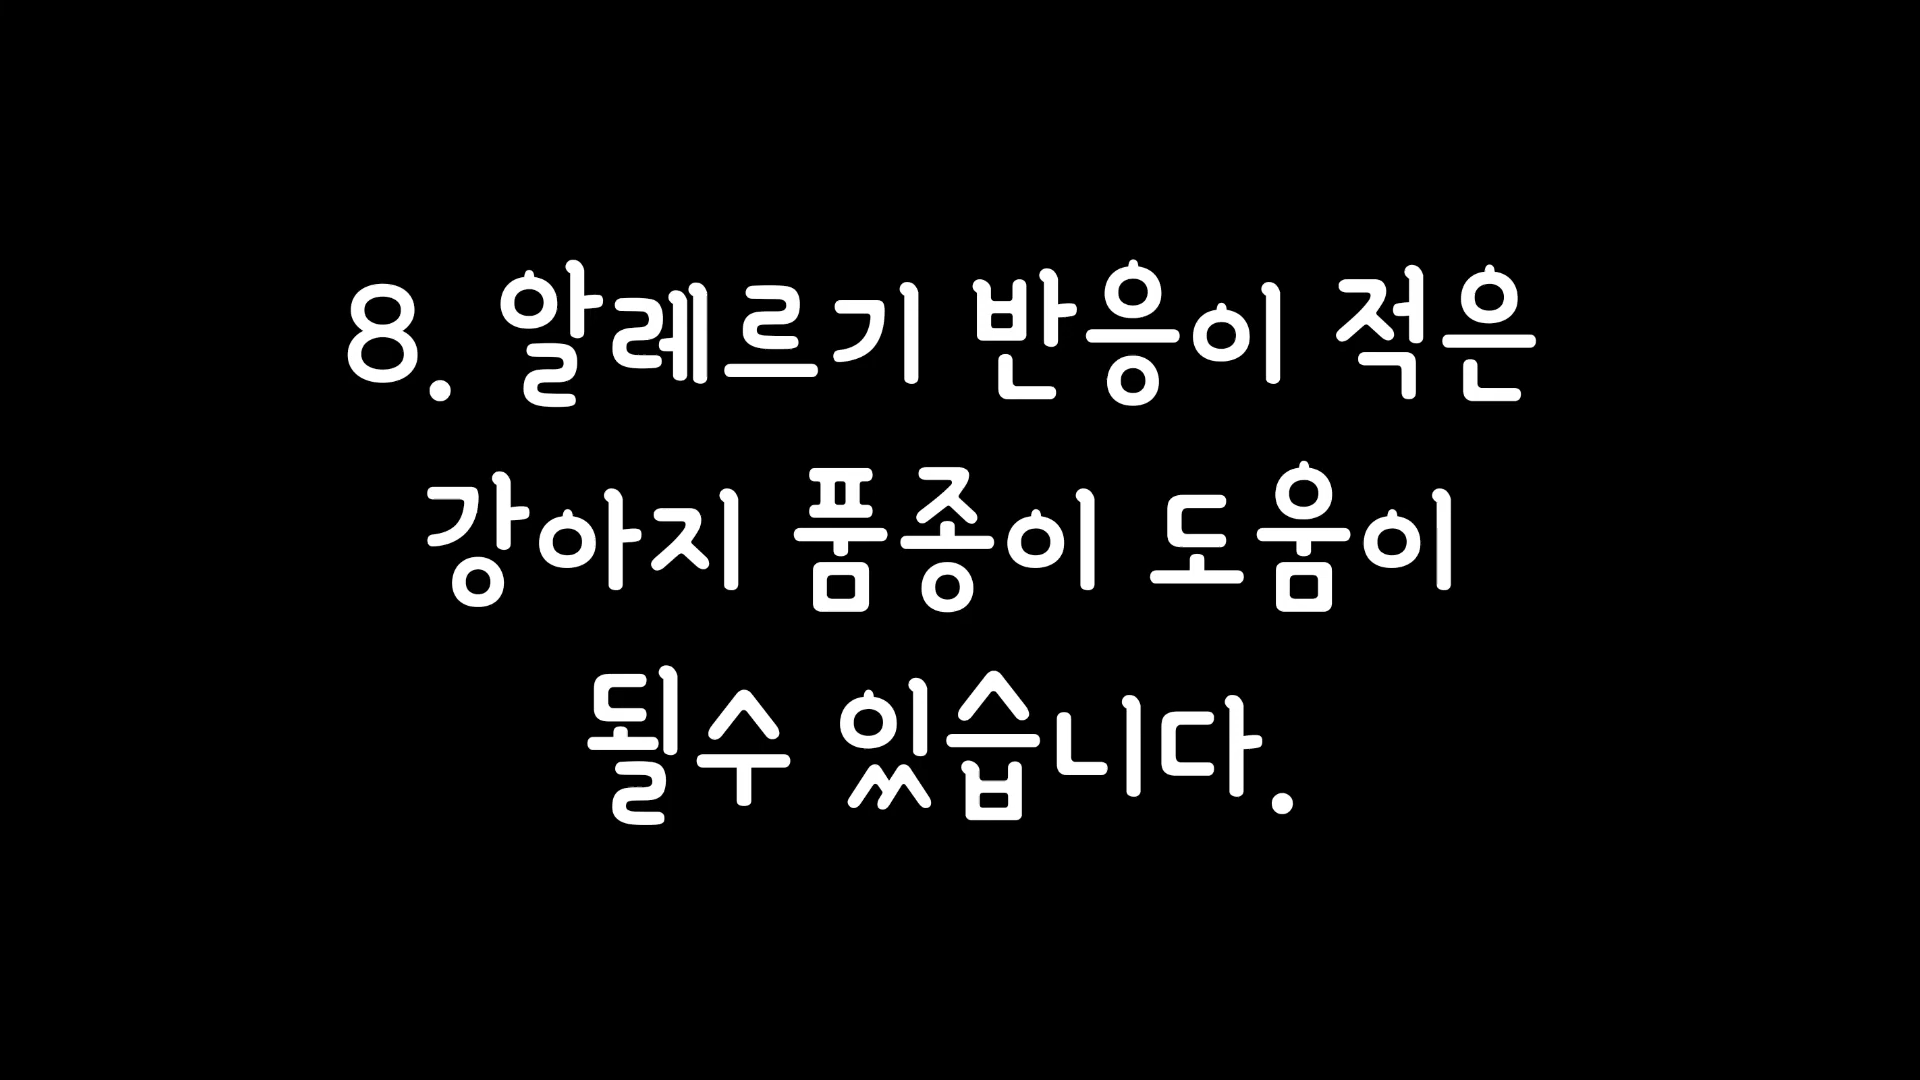 8. 알레르기 반응이 적은
강아지 품종이 도움이
될수 있습니다.